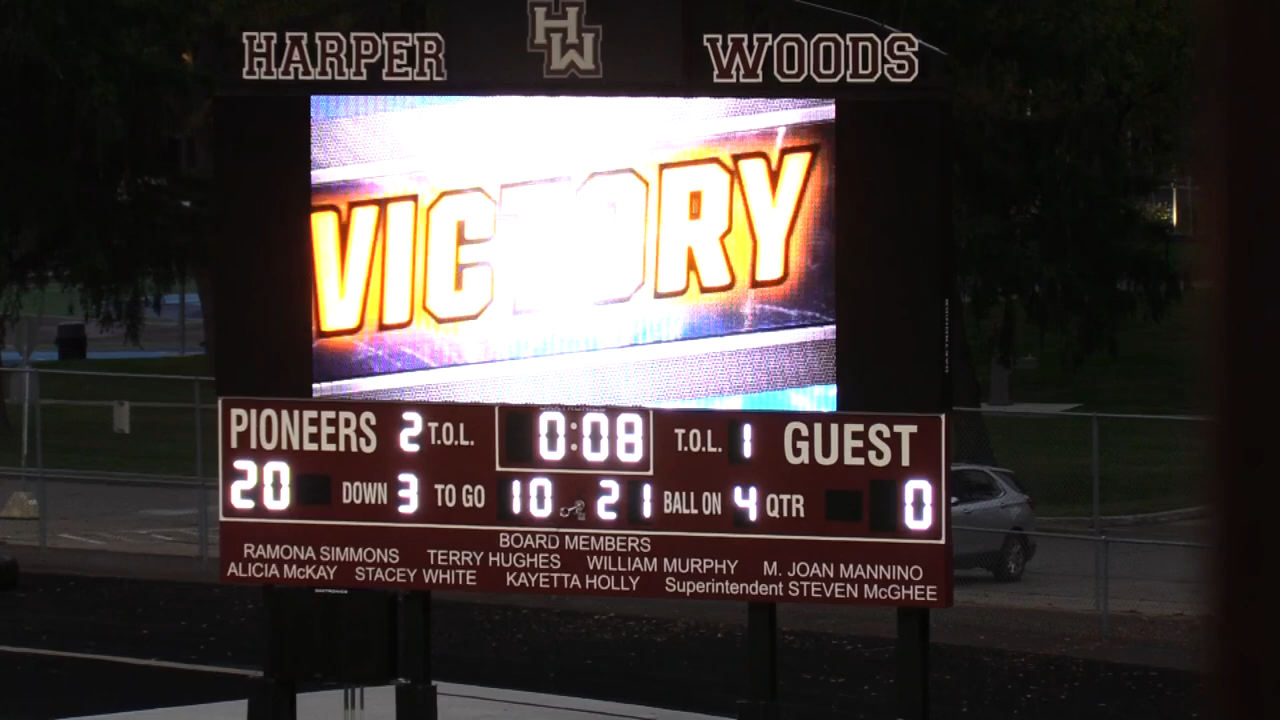 HARPER HW WOODS
VICTORY
PIONEERS 2 T.O.L. 0:08 T.O.L. 1 GUEST
20 DOWN 3 TO GO 10 21 BALL ON 4 QTR 0
BOARD MEMBERS
RAMONA SIMMONS TERRY HUGHES WILLIAM MURPHY M. JOAN MANNINO
ALICIA McKAY STACEY WHITE KAYETTA HOLLY Superintendent STEVEN McGHEE
DAKTRONICS